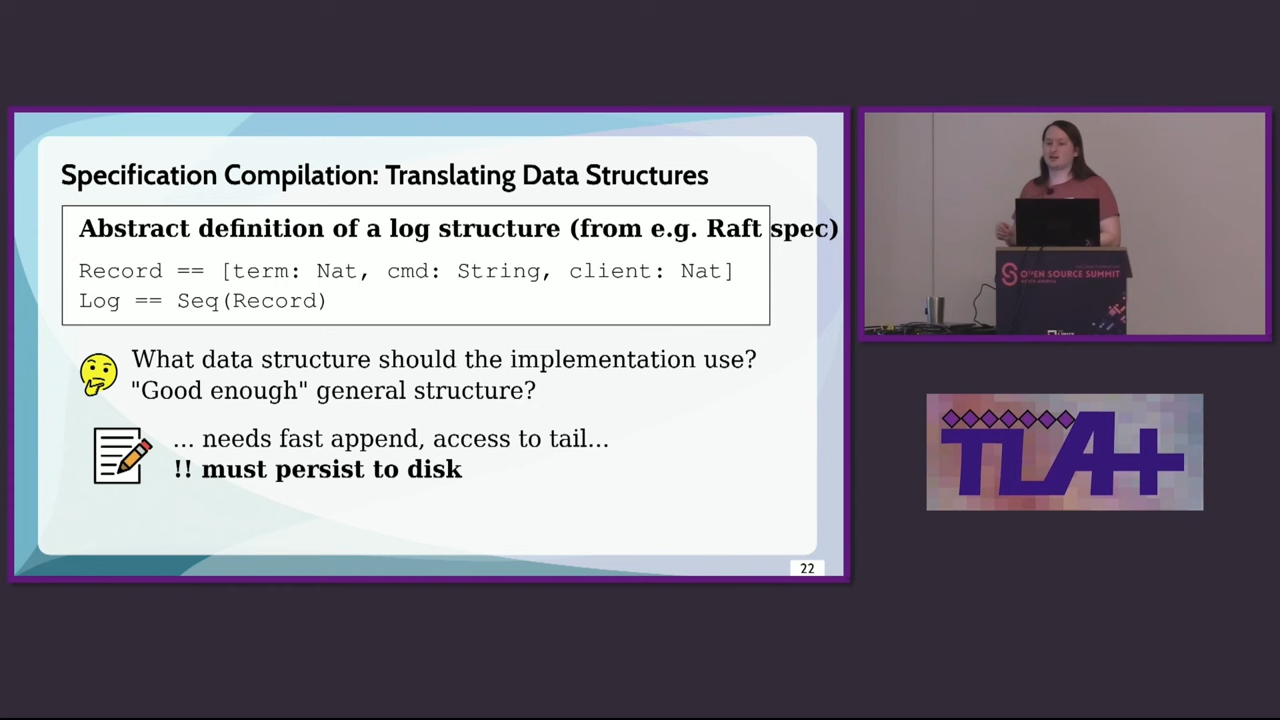 Specification Compilation: Translating Data Structures
Abstract definition of a log structure (from e.g. Raft spec)
Record == [term: Nat, cmd: String, client: Nat]
Log == Seq(Record)
What data structure should the implementation use?
"Good enough" general structure?
... needs fast append, access to tail...
!! must persist to disk
22
OPEN SOURCE SUMMIT
TLA+